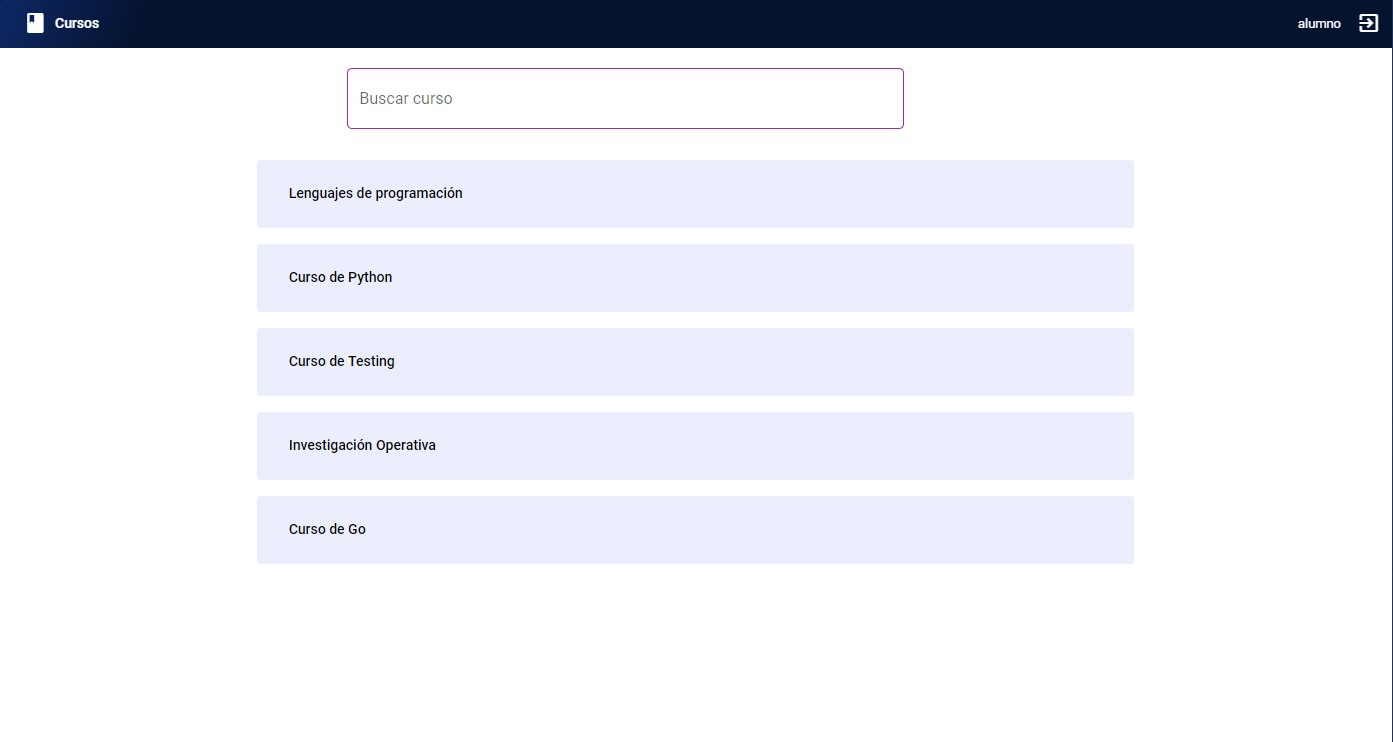 Cursos
alumno
Buscar curso
Lenguajes de programación
Curso de Python
Curso de Testing
Investigación Operativa
Curso de Go